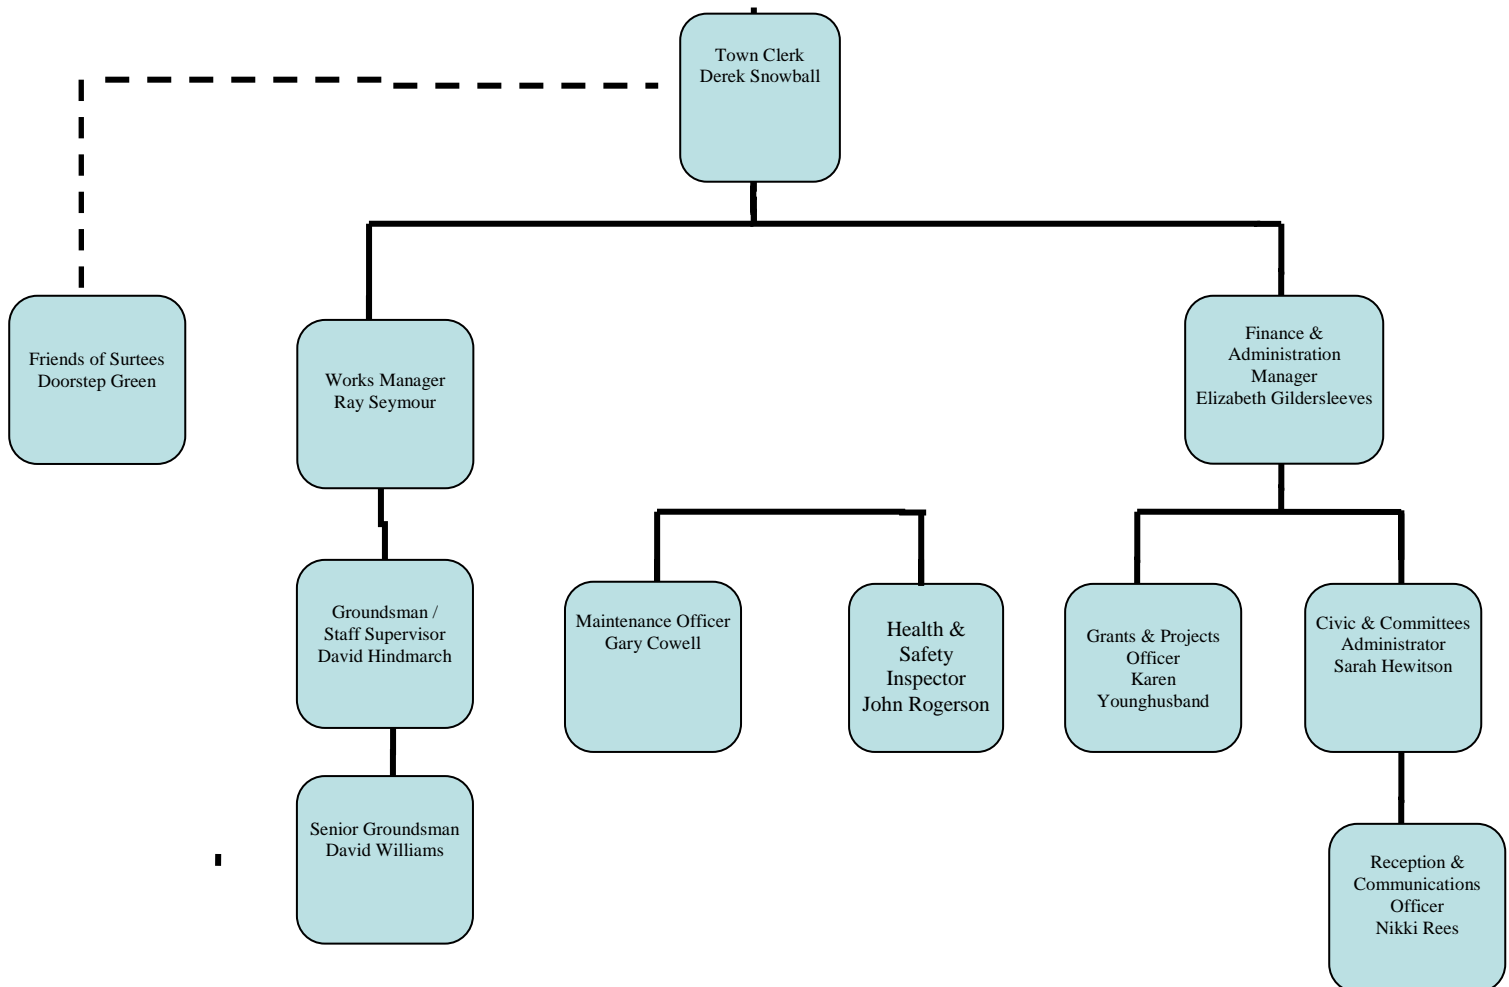 Town Clerk
Derek Snowball
Friends of Surtees
Doorstep Green
Works Manager
Ray Seymour
Finance &
Administration
Manager
Elizabeth Gildersleeves
Groundsman /
Staff Supervisor
David Hindmarch
Maintenance Officer
Gary Cowell
Health &
Safety
Inspector
John Rogerson
Grants & Projects
Officer
Karen
Younghusband
Civic & Committees
Administrator
Sarah Hewitson
Senior Groundsman
David Williams
Reception &
Communications
Officer
Nikki Rees